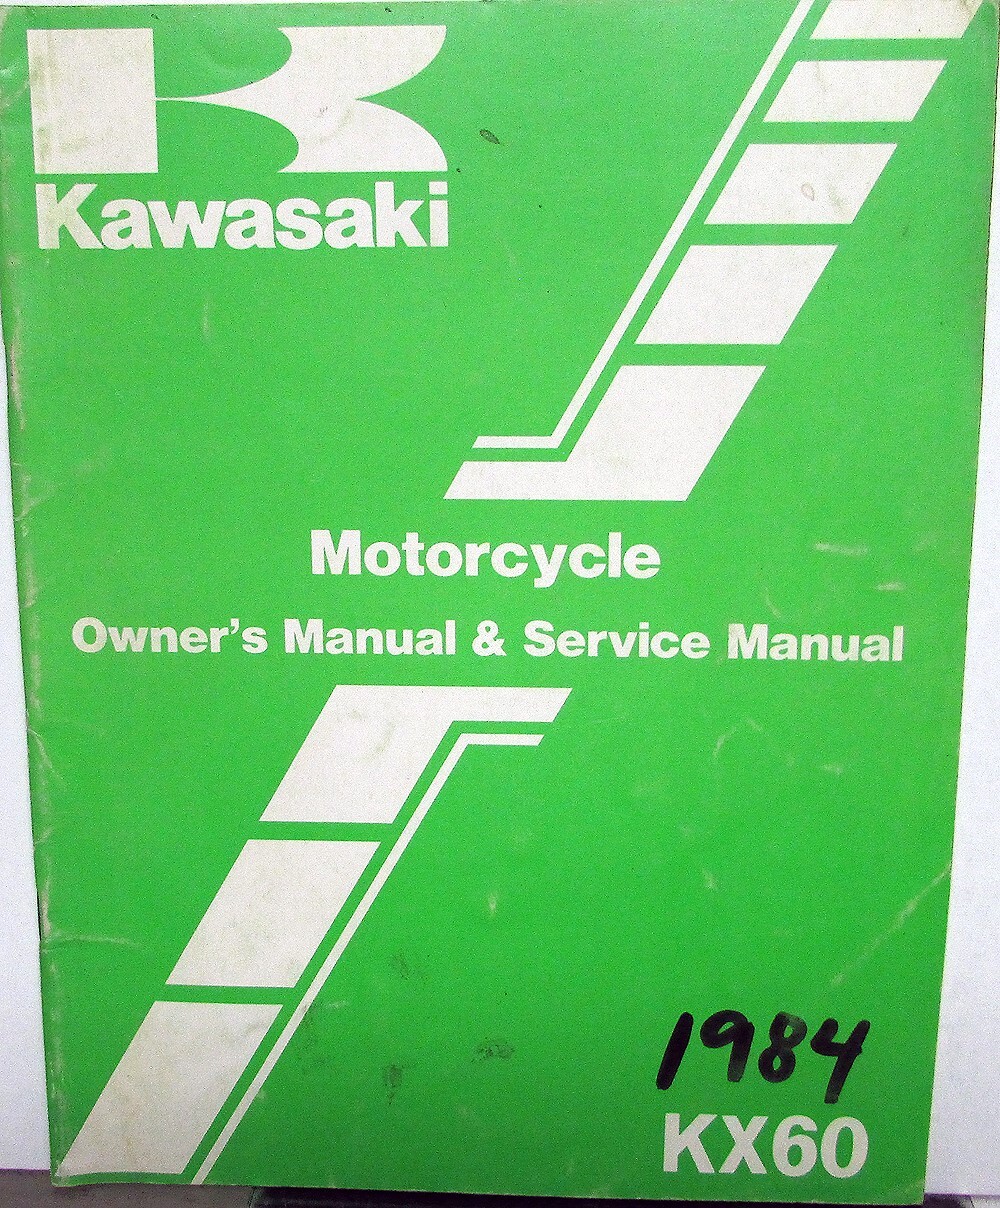 Kawasaki
Motorcycle
Owner's Manual & Service Manual
1984
KX60